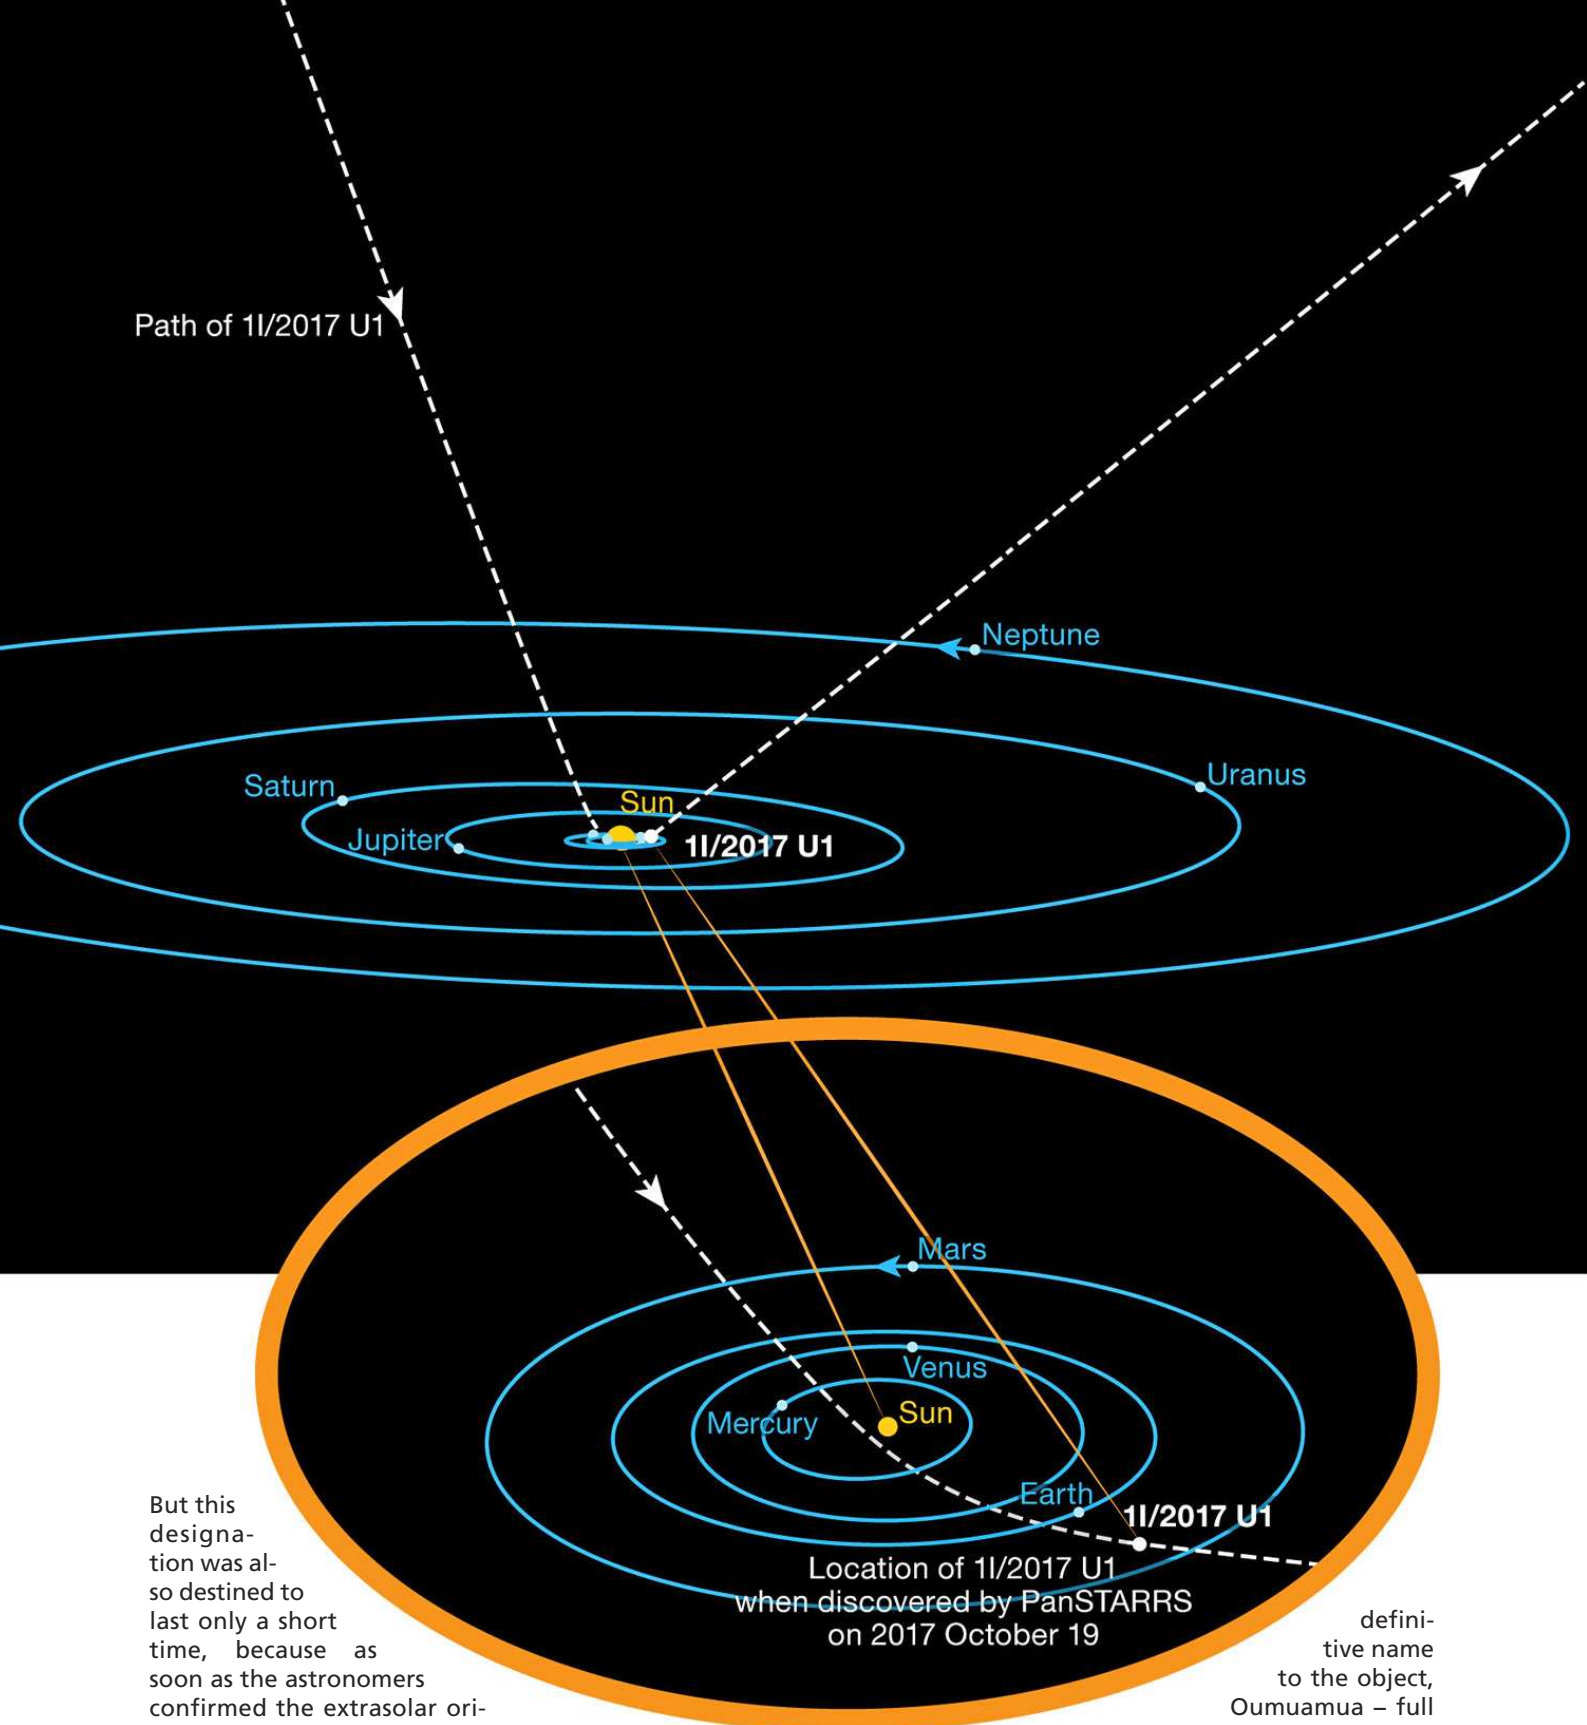 Path of 1I/2017 U1
Neptune
Uranus
Saturn
Sun
Jupiter
1I/2017 U1
Mars
Venus
Mercury
Sun
Earth
1I/2017 U1
Location of 1I/2017 U1
when discovered by PanSTARRS
on 2017 October 19
But this
designa-
tion was al-
so destined to
last only a short
time, because as
soon as the astronomers
confirmed the extrasolar ori-
defini-
tive name
to the object,
Oumuamua – full